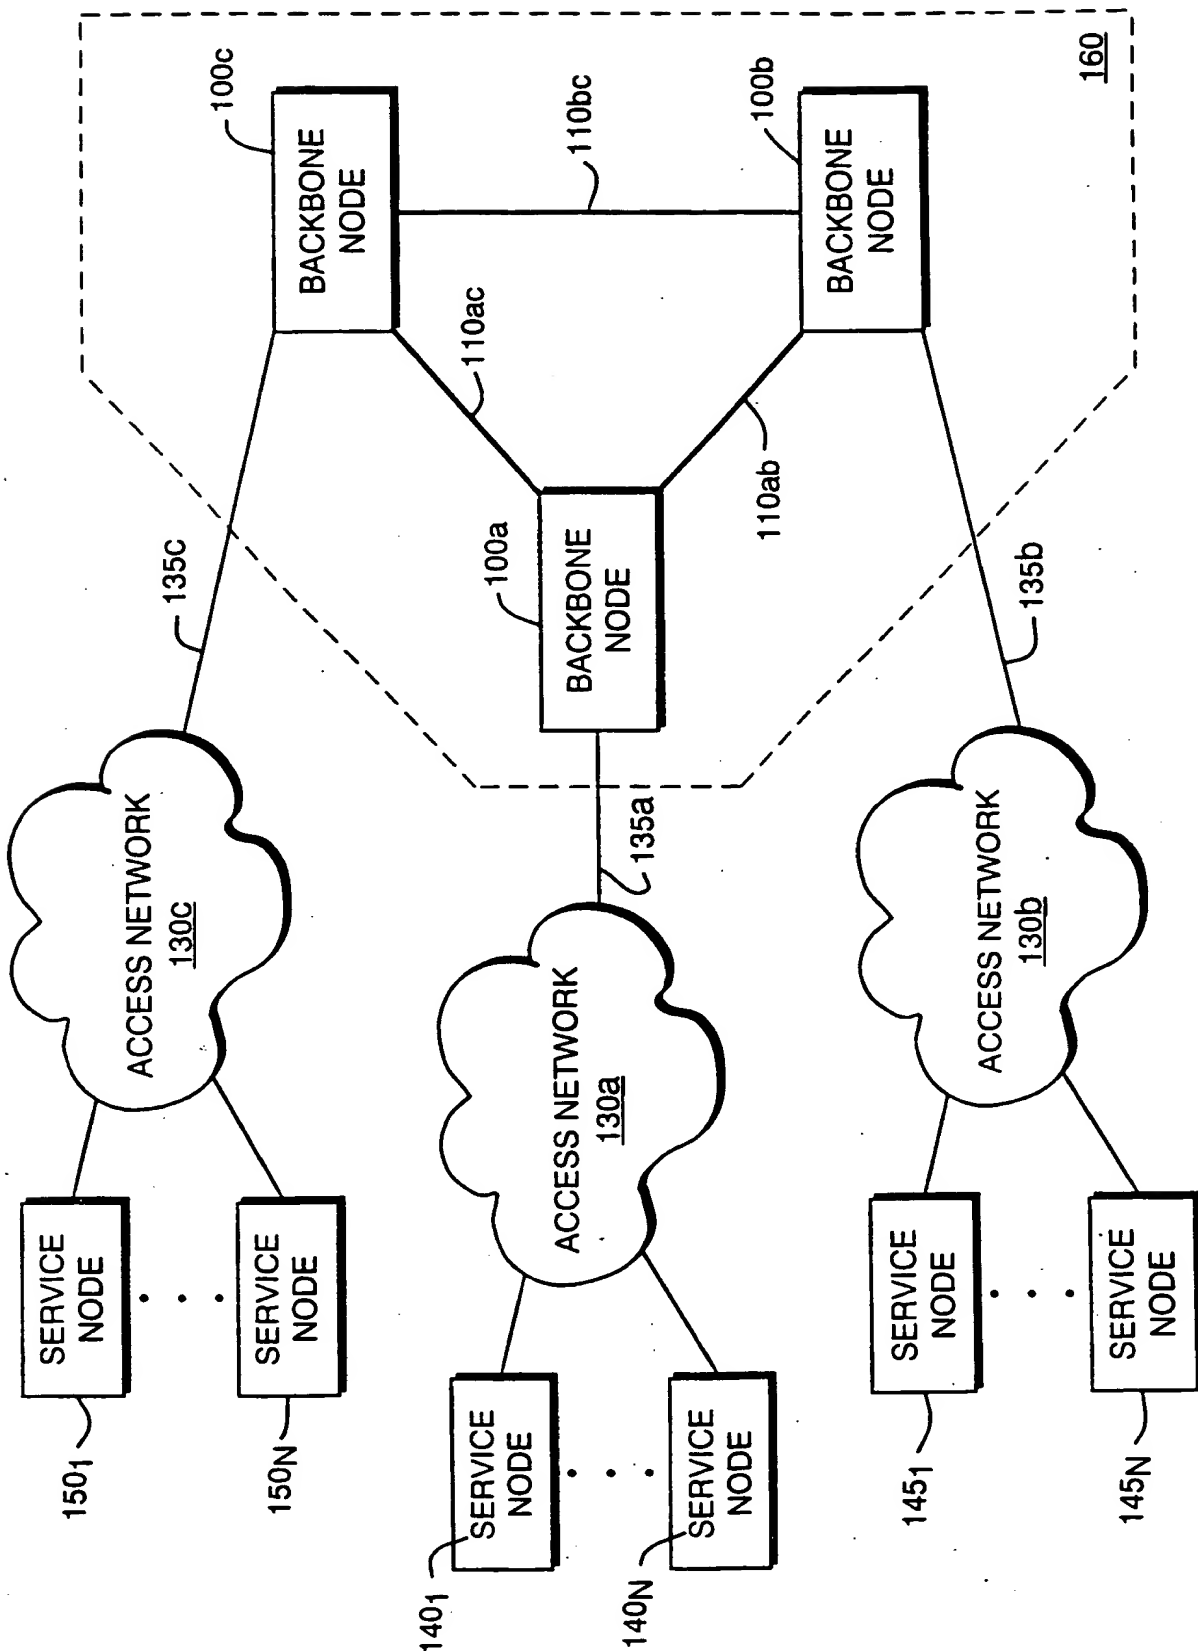 160
100c
BACKBONE
NODE
110bc
100b
BACKBONE
NODE
110ac
110ab
100a
BACKBONE
NODE
135c
135a
135b
ACCESS NETWORK
130c
ACCESS NETWORK
130a
ACCESS NETWORK
130b
SERVICE
NODE
150₁
SERVICE
NODE
150N
SERVICE
NODE
140₁
SERVICE
NODE
140N
SERVICE
NODE
145₁
SERVICE
NODE
145N